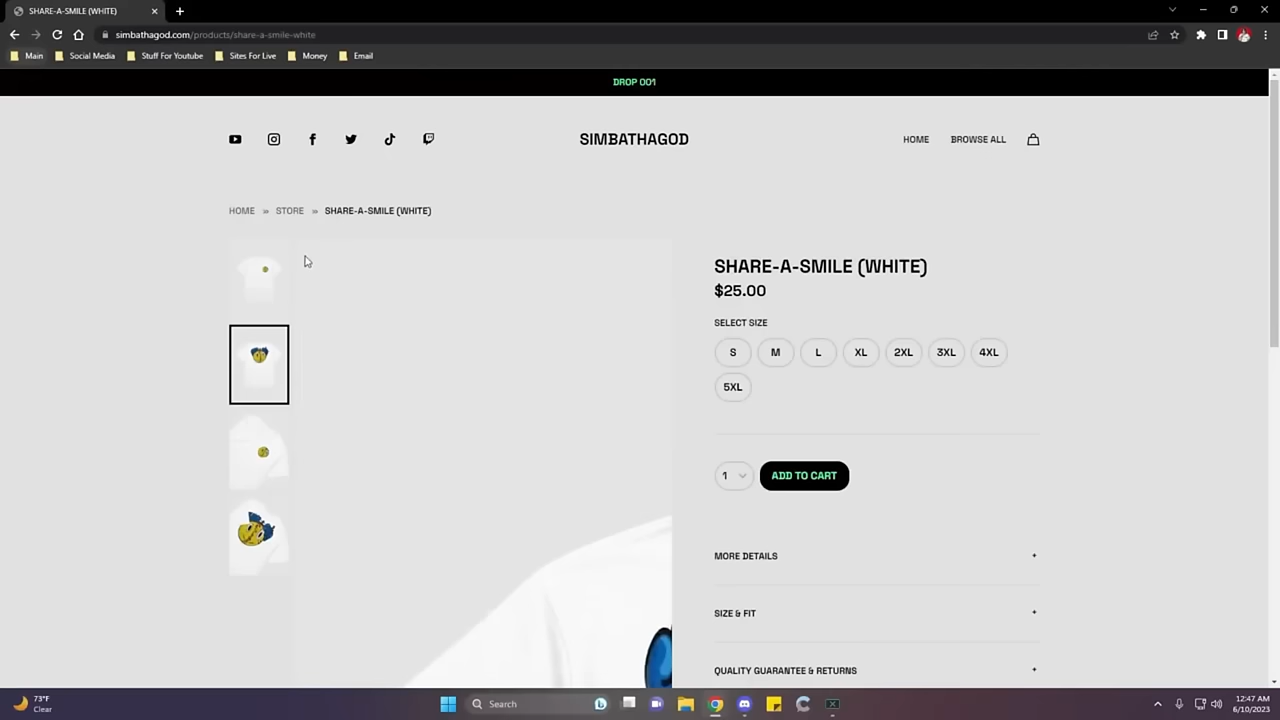 SHARE-A-SMILE (WHITE)
simbathagod.com/products/share-a-smile-white
Main
Social Media
Stuff For Youtube
Sites For Live
Money
Email
DROP 001
SIMBATHAGOD
HOME
BROWSE ALL
HOME » STORE » SHARE-A-SMILE (WHITE)
SHARE-A-SMILE (WHITE)
$25.00
SELECT SIZE
S M L XL 2XL 3XL 4XL
5XL
1
ADD TO CART
MORE DETAILS +
SIZE & FIT +
QUALITY GUARANTEE & RETURNS +
73°F
Clear
Search
12:47 AM
6/10/2023